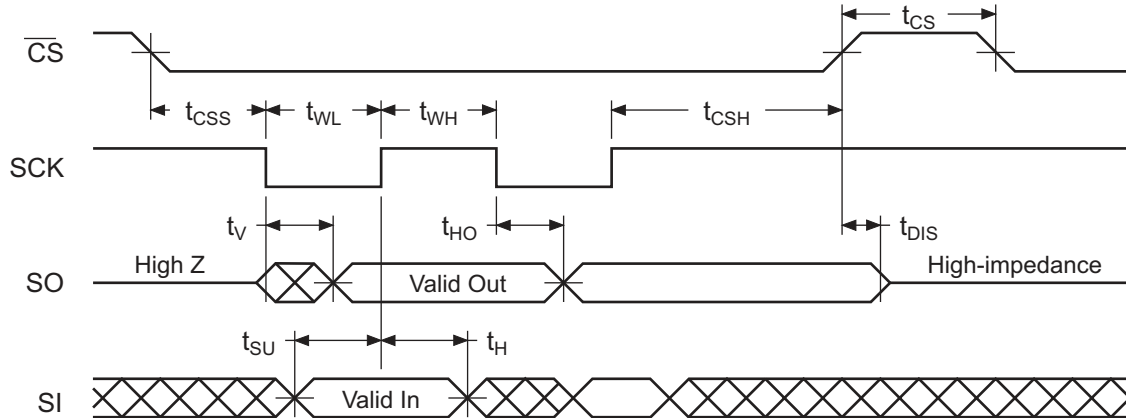 t_CS
C̅S̅
t_CSS t_WL t_WH t_CSH
SCK
t_V t_HO t_DIS
High Z Valid Out High-impedance
SO
t_SU t_H
SI Valid In